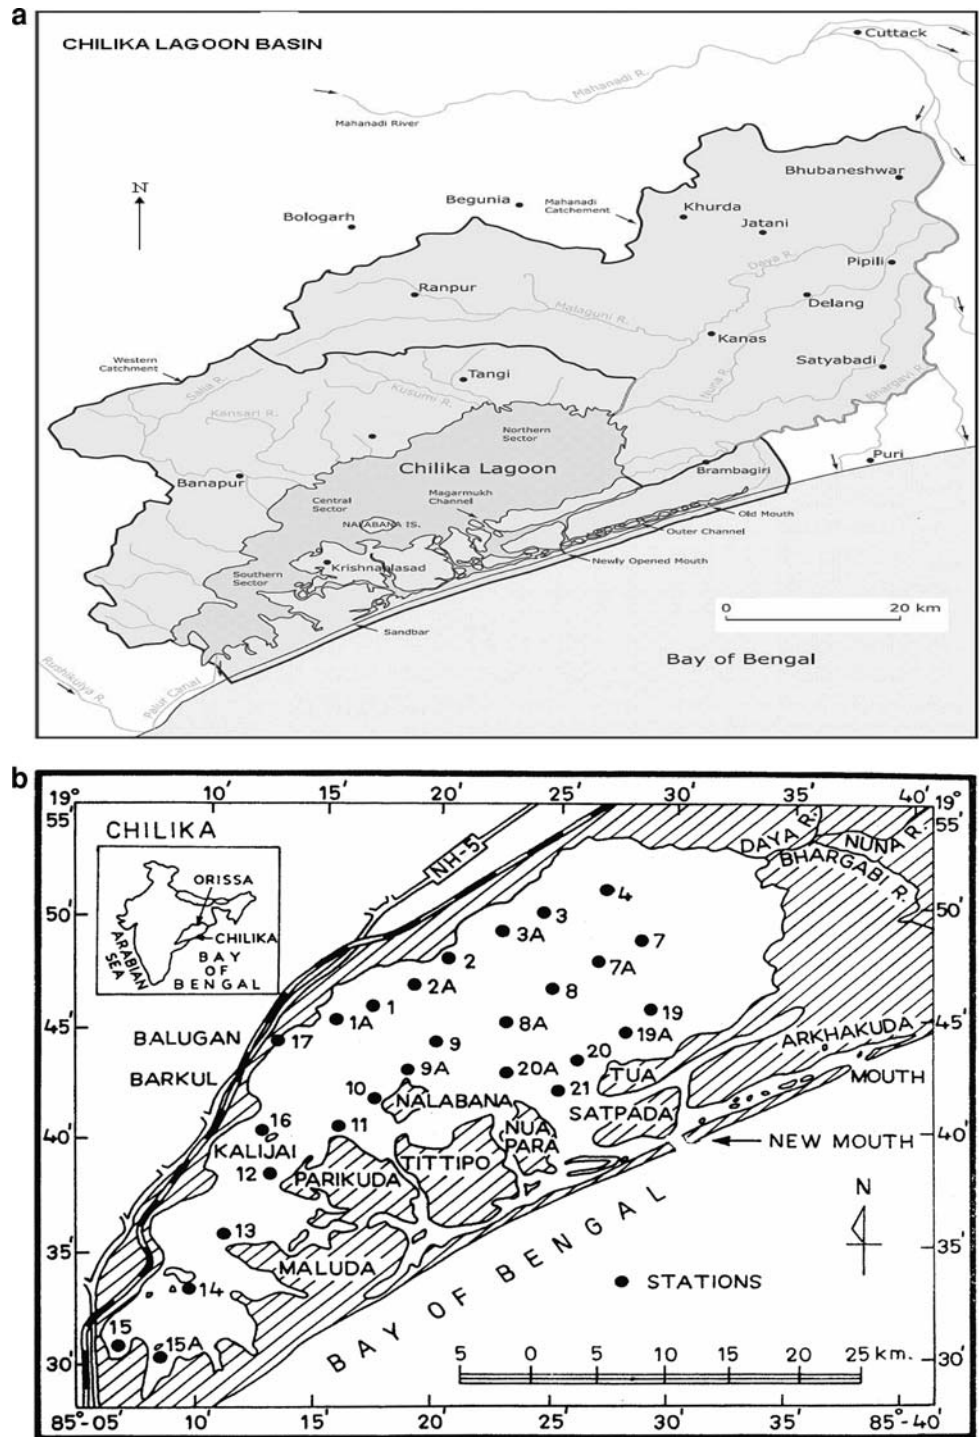 a
CHILIKA LAGOON BASIN
Cuttack
Mahanadi R.
Mahanadi River
N
Bhubaneshwar
Begunia
Mahanadi
Catchement
Bologarh
Khurda
Jatani
Daya R.
Pipili
Ranpur
Malaguni R.
Delang
Kanas
Western
Catchment
Tangi
Satyabadi
Salia R.
Kusumi R.
Nuna R.
Bhargavi R.
Kansari R.
Northern
Sector
Puri
Chilika Lagoon
Brambagiri
Banapur
Magarmukh
Channel
Central
Sector
Old Mouth
NALABANA IS.
Outer Channel
Newly Opened Mouth
Krishnaprasad
Southern
Sector
0 20 km
Sandbar
Bay of Bengal
Rushikulya R.
Palur Canal
b
10' 15' 20' 25' 30' 35' 40' 19°
19°
55'
55'
CHILIKA
NH-5
DAYA R.
NUNA R.
BHARGABI R.
ORISSA
CHILIKA
ARABIAN
SEA
BAY
OF
BENGAL
50'
4
50'
3
3A
7
2
7A
2A
8
1
19
1A
8A
45'
BALUGAN
17
9
19A
ARKHAKUDA
45'
20
BARKUL
9A
20A
TUA
MOUTH
10
NALABANA
21
SATPADA
16
11
NUA
PARA
40'
KALIJAI
NEW MOUTH
40'
TITTIPO
12
PARIKUDA
N
13
35'
MALUDA
35'
BAY OF BENGAL
14
STATIONS
15
15A
30'
5 0 5 10 15 20 25 km.
30'
85°-05' 10' 15' 20' 25' 30' 35' 85°-40'